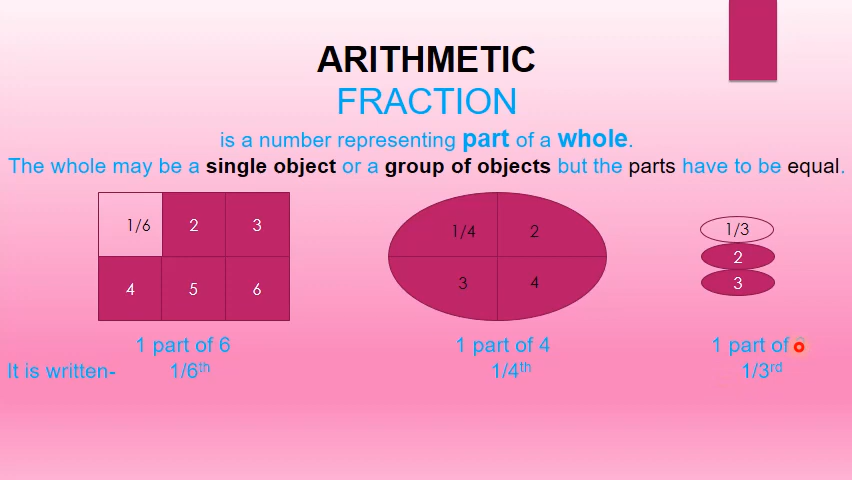 ARITHMETIC
FRACTION
is a number representing part of a whole.
The whole may be a single object or a group of objects but the parts have to be equal.
1/6 2 3
4 5 6
1/4 2
3 4
1/3
2
3
1 part of 6 1 part of 4 1 part of
It is written- 1/6th 1/4th 1/3rd